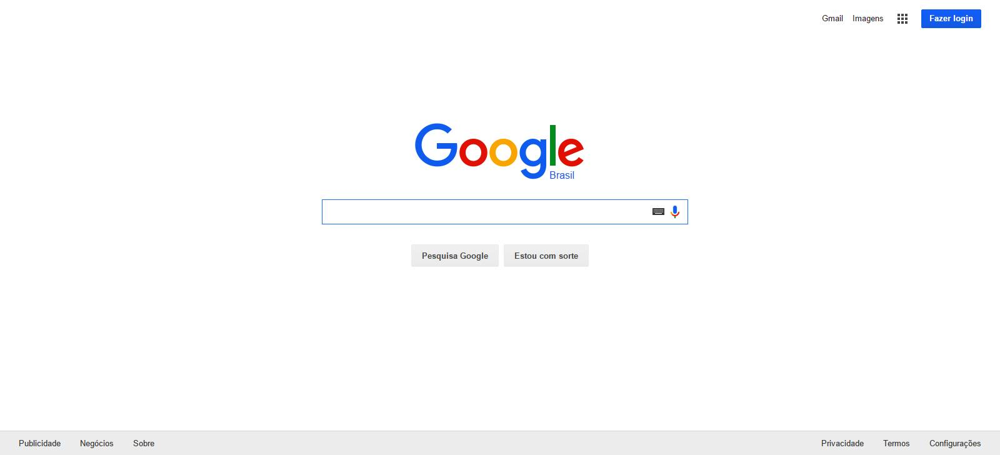 Gmail Imagens Fazer login
Google
Brasil
Pesquisa Google Estou com sorte
Publicidade Negócios Sobre Privacidade Termos Configurações